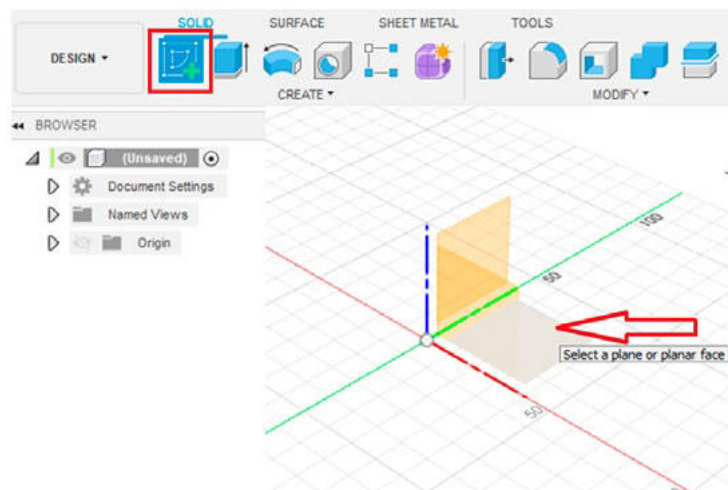 SOLID SURFACE SHEET METAL TOOLS
DESIGN
CREATE MODIFY
BROWSER
(Unsaved)
Document Settings
Named Views
Origin
100
50
Select a plane or planar face
50